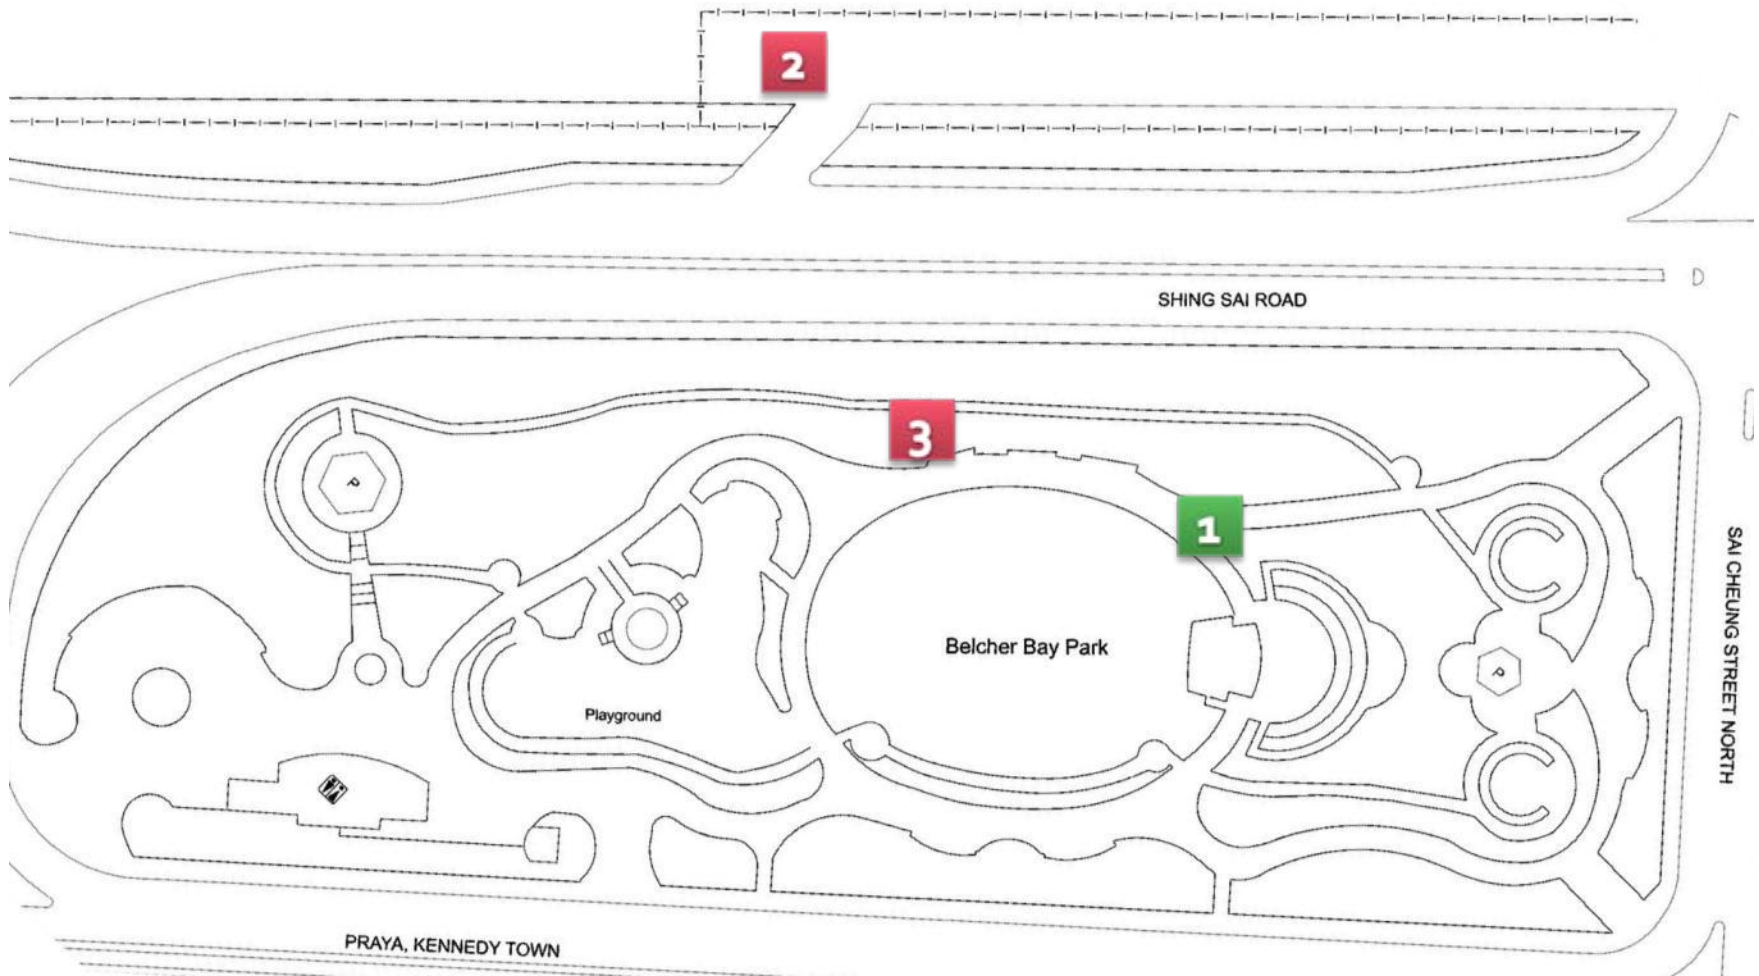 2
SHING SAI ROAD
3
P
1
SAI CHEUNG STREET NORTH
Belcher Bay Park
P
Playground
PRAYA, KENNEDY TOWN